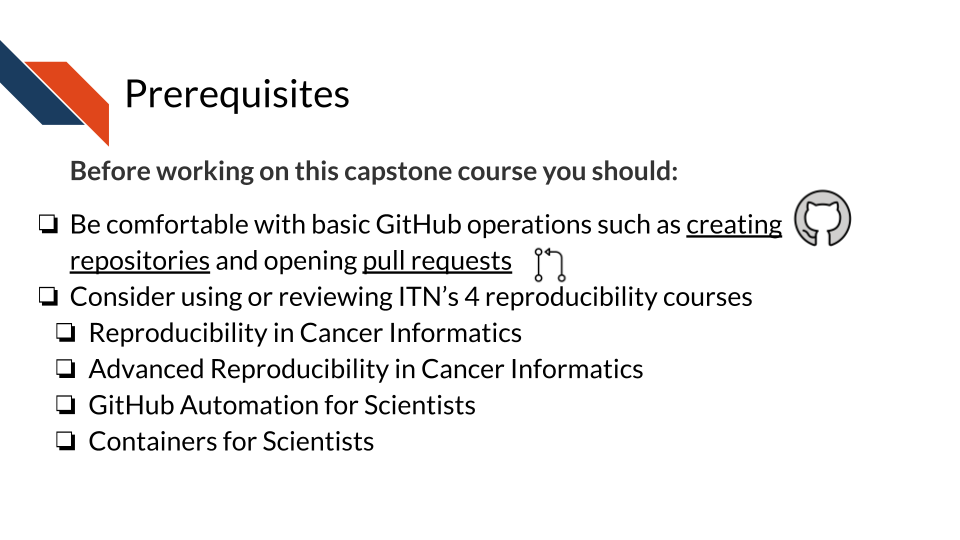 Prerequisites
Before working on this capstone course you should:
❏ Be comfortable with basic GitHub operations such as creating
repositories and opening pull requests
❏ Consider using or reviewing ITN’s 4 reproducibility courses
❏ Reproducibility in Cancer Informatics
❏ Advanced Reproducibility in Cancer Informatics
❏ GitHub Automation for Scientists
❏ Containers for Scientists